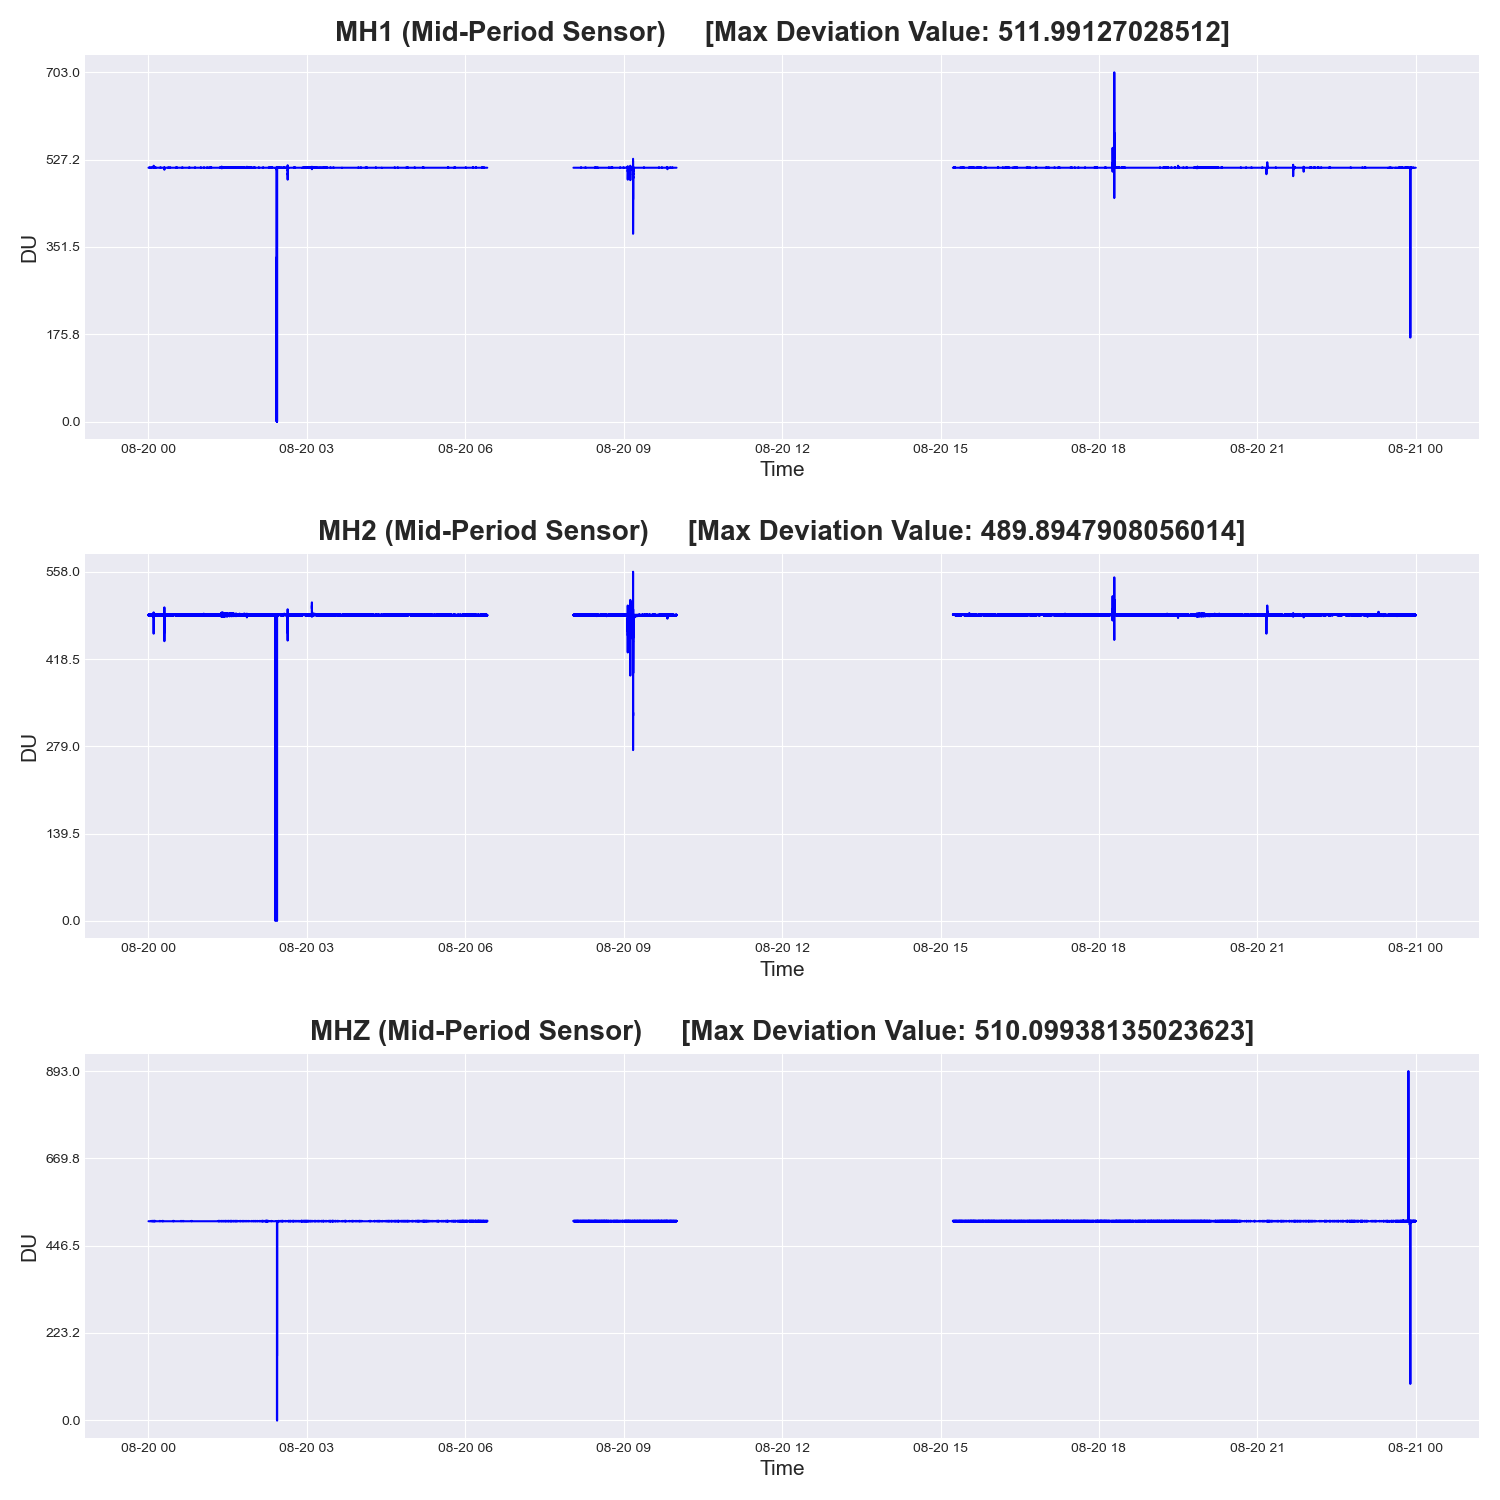 MH1 (Mid-Period Sensor) [Max Deviation Value: 511.99127028512]
703.0
527.2
351.5
175.8
0.0
DU
08-20 00 08-20 03 08-20 06 08-20 09 08-20 12 08-20 15 08-20 18 08-20 21 08-21 00
Time
MH2 (Mid-Period Sensor) [Max Deviation Value: 489.8947908056014]
558.0
418.5
279.0
139.5
0.0
DU
08-20 00 08-20 03 08-20 06 08-20 09 08-20 12 08-20 15 08-20 18 08-20 21 08-21 00
Time
MHZ (Mid-Period Sensor) [Max Deviation Value: 510.09938135023623]
893.0
669.8
446.5
223.2
0.0
DU
08-20 00 08-20 03 08-20 06 08-20 09 08-20 12 08-20 15 08-20 18 08-20 21 08-21 00
Time